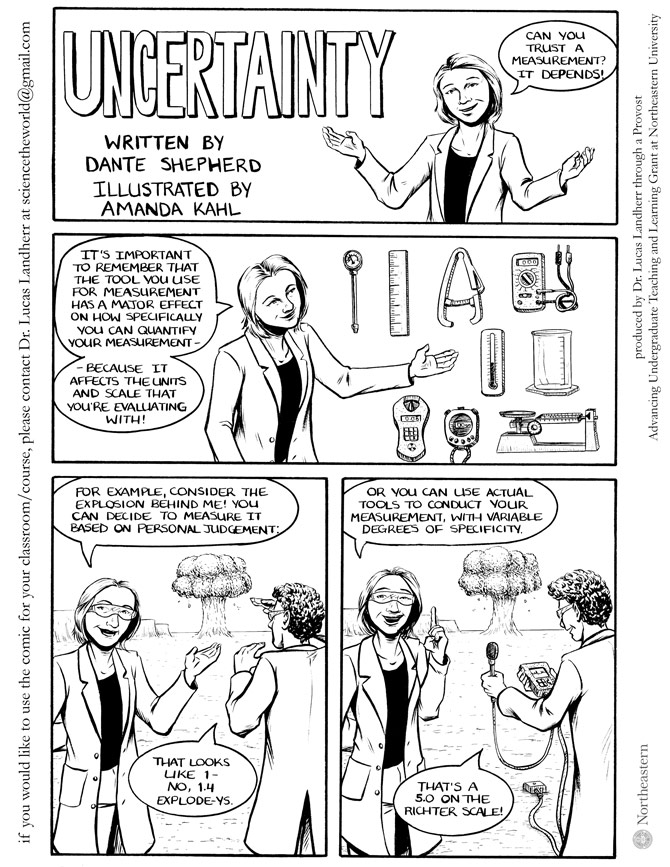 UNCERTAINTY
WRITTEN BY
DANTE SHEPHERD
ILLUSTRATED BY
AMANDA KAHL
CAN YOU
TRUST A
MEASUREMENT?
IT DEPENDS!
IT'S IMPORTANT
TO REMEMBER THAT
THE TOOL YOU USE
FOR MEASUREMENT
HAS A MAJOR EFFECT
ON HOW SPECIFICALLY
YOU CAN QUANTIFY
YOUR MEASUREMENT-
-BECAUSE IT
AFFECTS THE UNITS
AND SCALE THAT
YOU'RE EVALUATING
WITH!
FOR EXAMPLE, CONSIDER THE
EXPLOSION BEHIND ME! YOU
CAN DECIDE TO MEASURE IT
BASED ON PERSONAL JUDGEMENT:
THAT LOOKS
LIKE 1-
NO, 1.4
EXPLODE-YS.
OR YOU CAN USE ACTUAL
TOOLS TO CONDUCT YOUR
MEASUREMENT, WITH VARIABLE
DEGREES OF SPECIFICITY.
THAT'S A
5.0 ON THE
RICHTER SCALE!
if you would like to use the comic for your classroom/course, please contact Dr. Lucas Landherr at sciencetheworld@gmail.com
produced by Dr. Lucas Landherr through a Provost
Advancing Undergraduate Teaching and Learning Grant at Northeastern University
Northeastern